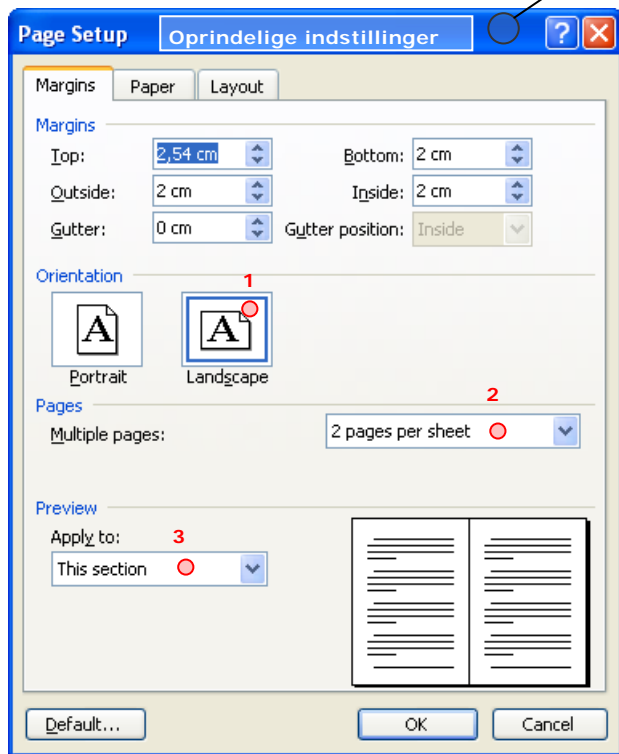 Page Setup Oprindelige indstillinger ?
Margins Paper Layout
Margins
Top: 2,54 cm Bottom: 2 cm
Outside: 2 cm Inside: 2 cm
Gutter: 0 cm Gutter position: Inside
Orientation
1
A A
Portrait Landscape
Pages
2
Multiple pages: 2 pages per sheet
Preview
Apply to: 3
This section
Default... OK Cancel